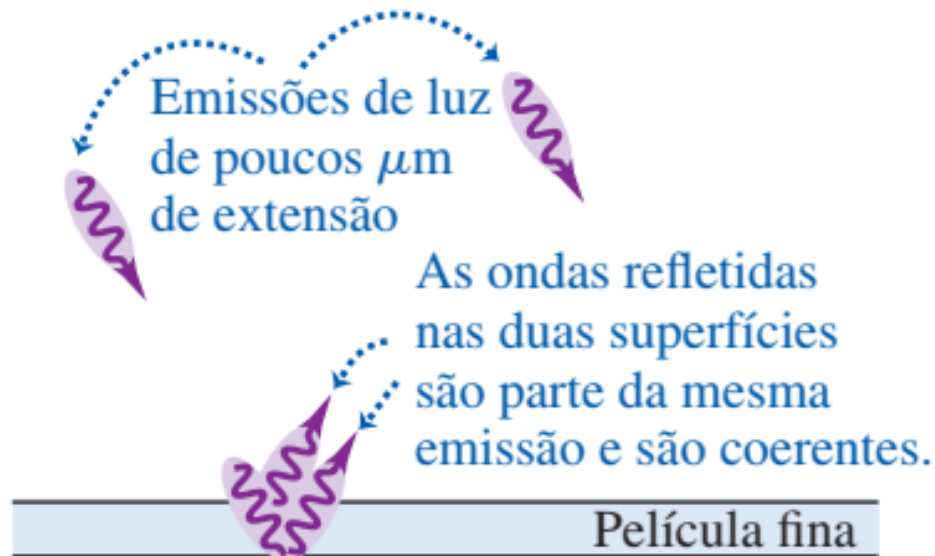 Emissões de luz
de poucos μm
de extensão
As ondas refletidas
nas duas superfícies
são parte da mesma
emissão e são coerentes.
Película fina